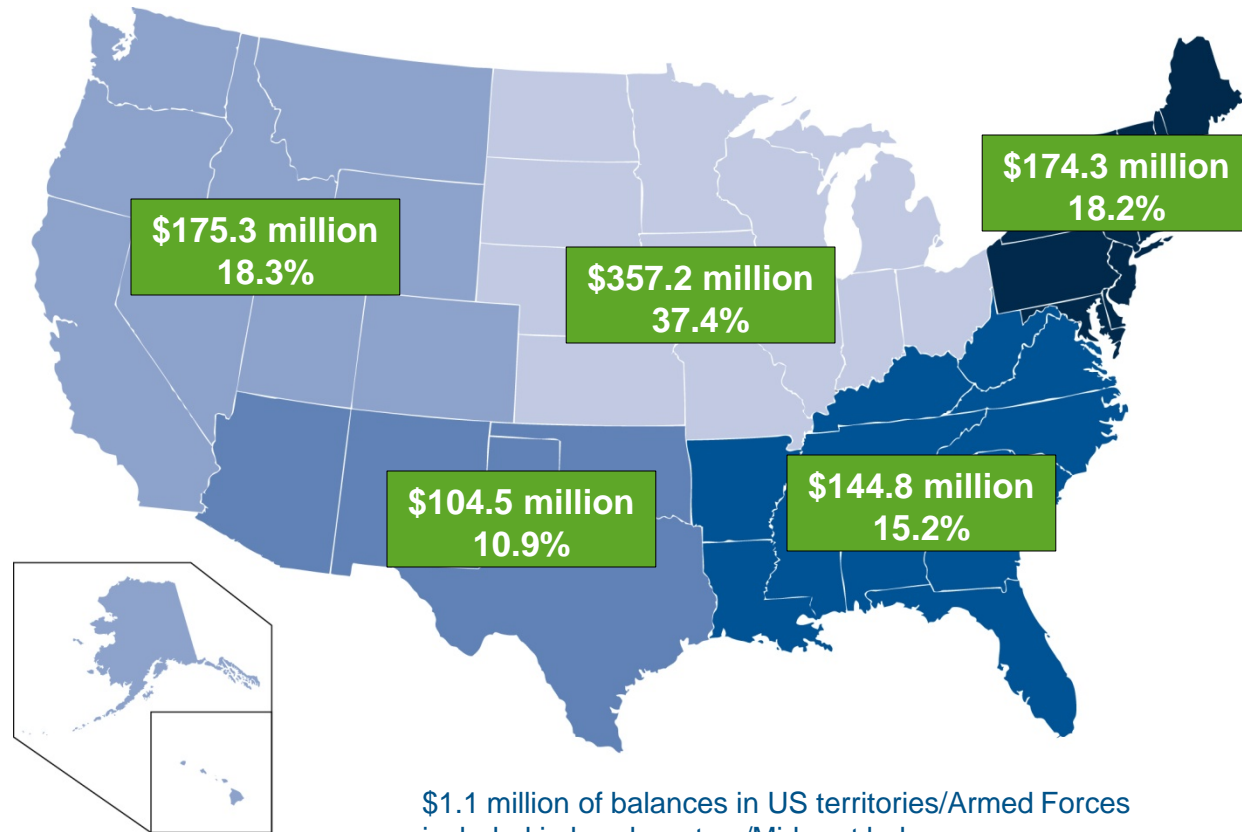 $174.3 million
18.2%
$175.3 million
18.3%
$357.2 million
37.4%
$104.5 million
10.9%
$144.8 million
15.2%
$1.1 million of balances in US territories/Armed Forces